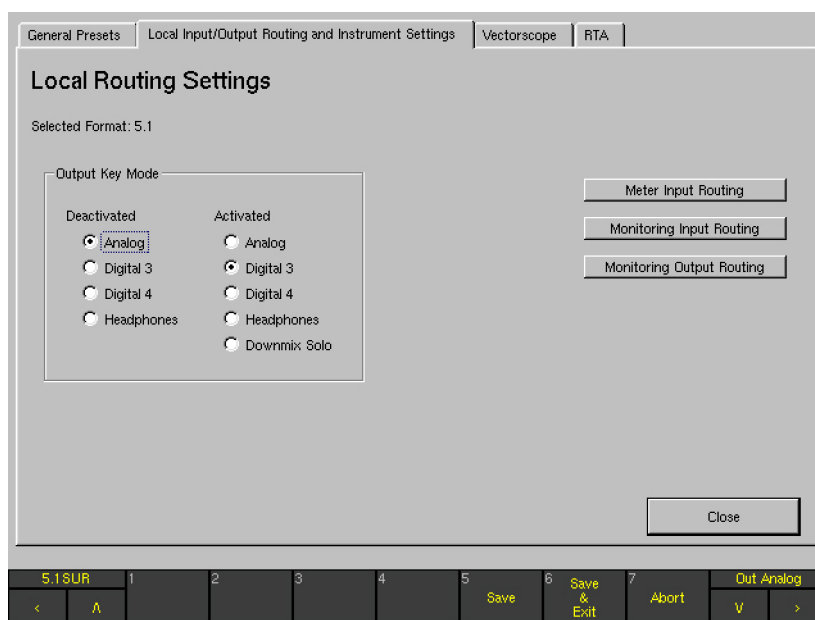 General Presets
Local Input/Output Routing and Instrument Settings
Vectorscope
RTA
Local Routing Settings
Selected Format: 5.1
Output Key Mode
Deactivated
Analog
Digital 3
Digital 4
Headphones
Activated
Analog
Digital 3
Digital 4
Headphones
Downmix Solo
Meter Input Routing
Monitoring Input Routing
Monitoring Output Routing
Close
5.1SUR
< Λ
1
2
3
4
5 Save
6 Save
&
Exit
7 Abort
Out Analog
V >